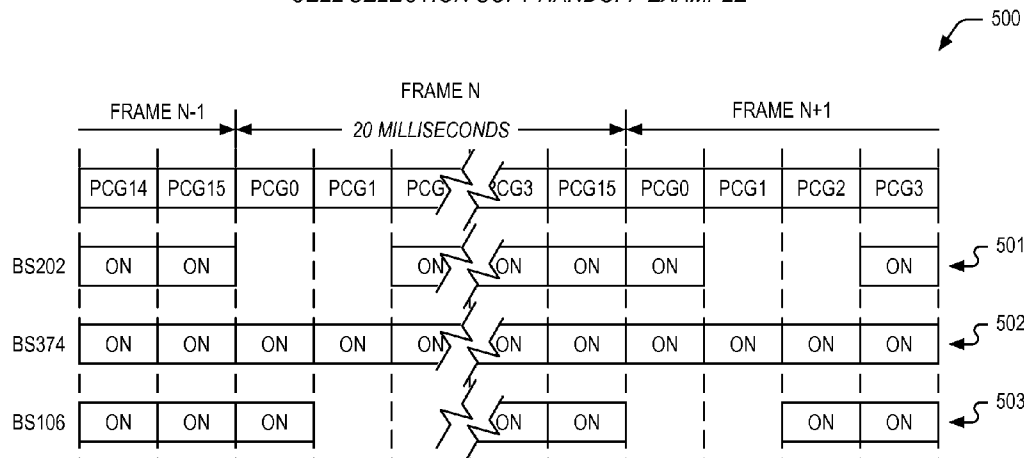 500
FRAME N-1 FRAME N FRAME N+1
20 MILLISECONDS
PCG14 PCG15 PCG0 PCG1 PCG PCG3 PCG15 PCG0 PCG1 PCG2 PCG3
BS202 ON ON ON ON ON ON ON 501
BS374 ON ON ON ON ON ON ON ON ON ON ON 502
BS106 ON ON ON ON ON ON ON 503